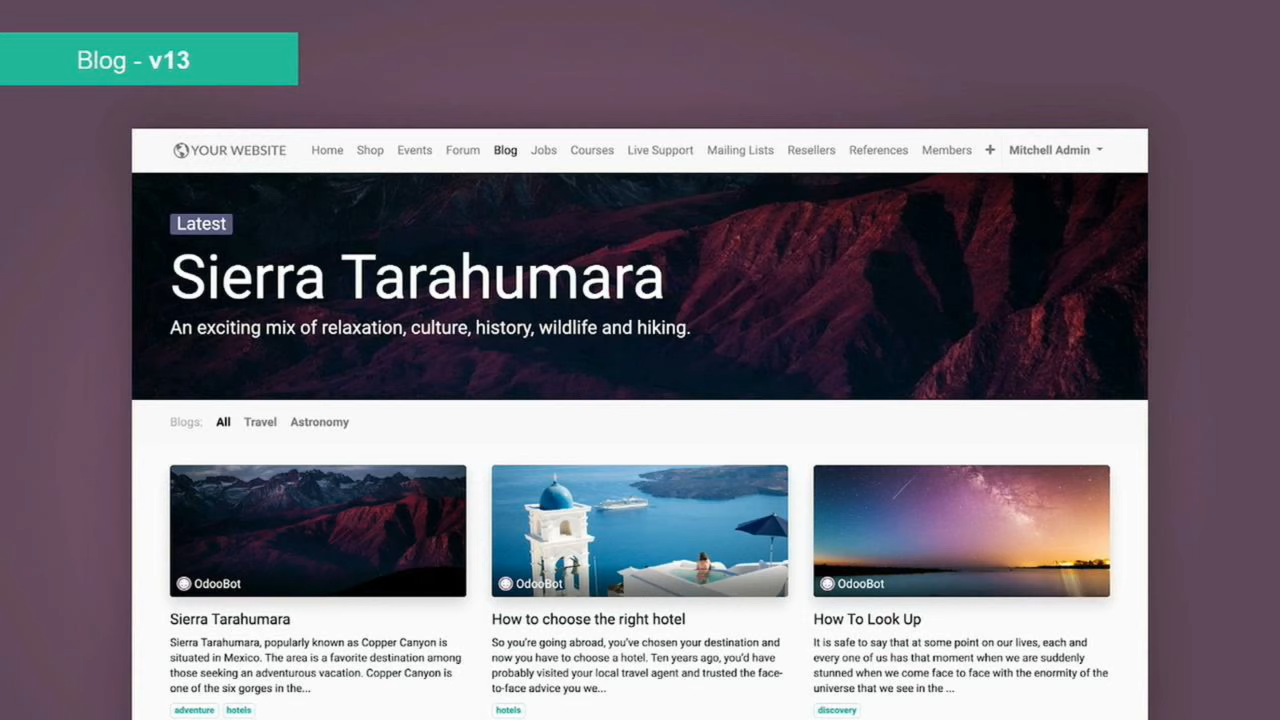 Blog - v13
YOUR WEBSITE Home Shop Events Forum Blog Jobs Courses Live Support Mailing Lists Resellers References Members + Mitchell Admin
Latest
Sierra Tarahumara
An exciting mix of relaxation, culture, history, wildlife and hiking.
Blogs: All Travel Astronomy
OdooBot
Sierra Tarahumara
Sierra Tarahumara, popularly known as Copper Canyon is
situated in Mexico. The area is a favorite destination among
those seeking an adventurous vacation. Copper Canyon is
one of the six gorges in the...
adventure hotels
OdooBot
How to choose the right hotel
So you're going abroad, you've chosen your destination and
now you have to choose a hotel. Ten years ago, you'd have
probably visited your local travel agent and trusted the face-
to-face advice you we...
hotels
OdooBot
How To Look Up
It is safe to say that at some point on our lives, each and
every one of us has that moment when we are suddenly
stunned when we come face to face with the enormity of the
universe that we see in the ...
discovery